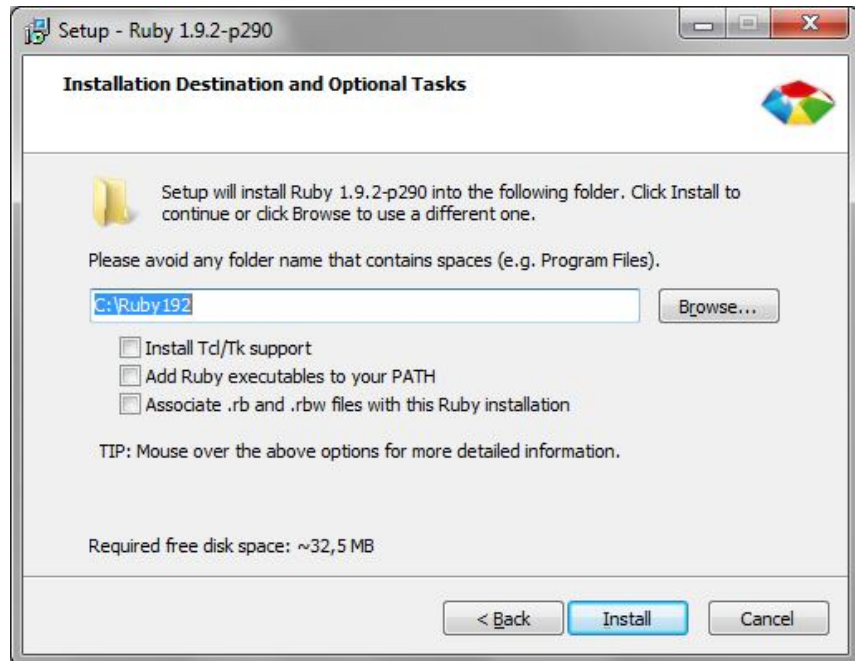 Setup - Ruby 1.9.2-p290
Installation Destination and Optional Tasks
Setup will install Ruby 1.9.2-p290 into the following folder. Click Install to
continue or click Browse to use a different one.
Please avoid any folder name that contains spaces (e.g. Program Files).
C:\Ruby192
Browse...
Install Tcl/Tk support
Add Ruby executables to your PATH
Associate .rb and .rbw files with this Ruby installation
TIP: Mouse over the above options for more detailed information.
Required free disk space: ~32,5 MB
< Back Install Cancel